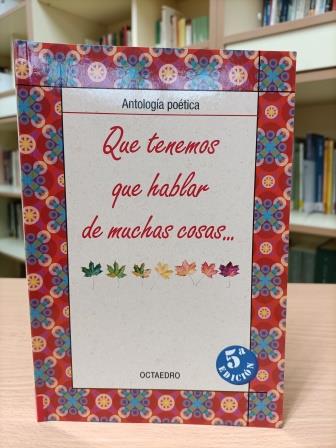 Antología poética
Que tenemos
que hablar
de muchas cosas...
5ª
EDICIÓN
OCTAEDRO